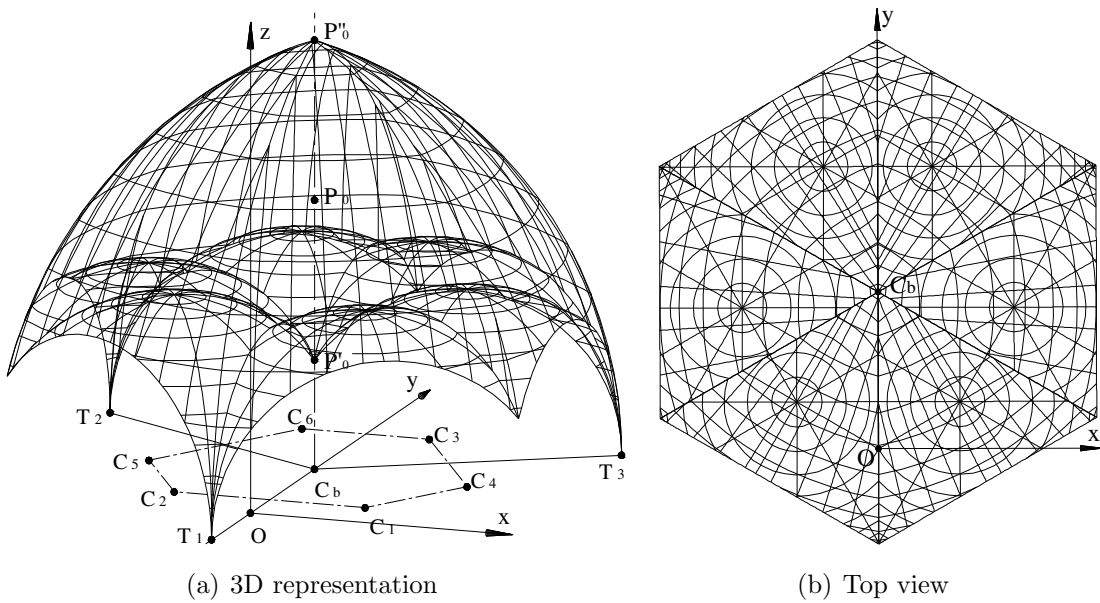 z
P"0
P0
P'0
y
T2
C6
C3
C5
C2
Cb
C4
T3
T1
O
C1
x
(a) 3D representation
y
Cb
O
x
(b) Top view